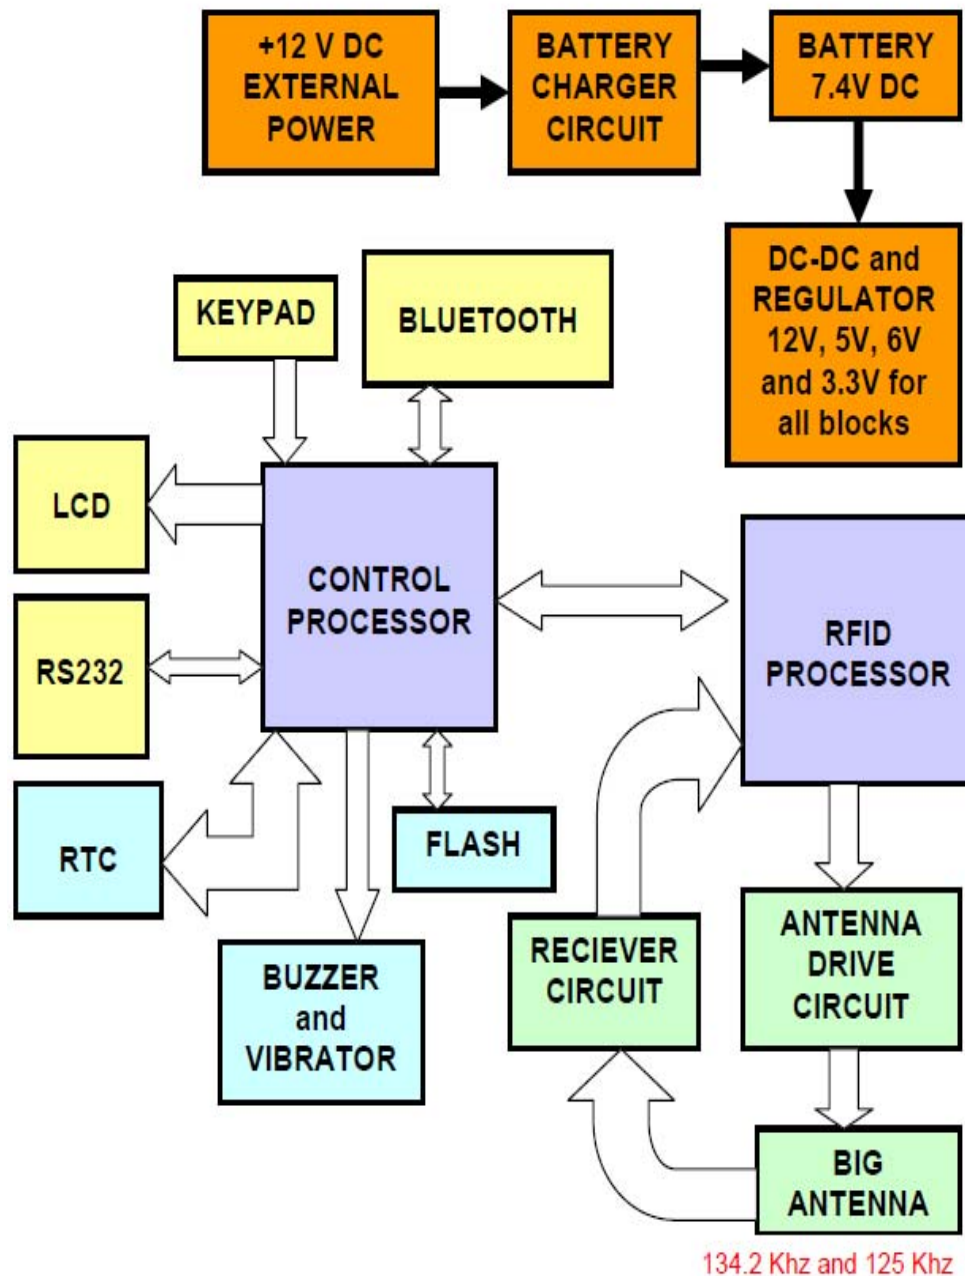 +12 V DC
EXTERNAL
POWER
BATTERY
CHARGER
CIRCUIT
BATTERY
7.4V DC
DC-DC and
REGULATOR
12V, 5V, 6V
and 3.3V for
all blocks
KEYPAD
BLUETOOTH
LCD
CONTROL
PROCESSOR
RFID
PROCESSOR
RS232
RTC
FLASH
BUZZER
and
VIBRATOR
RECIEVER
CIRCUIT
ANTENNA
DRIVE
CIRCUIT
BIG
ANTENNA
134.2 Khz and 125 Khz